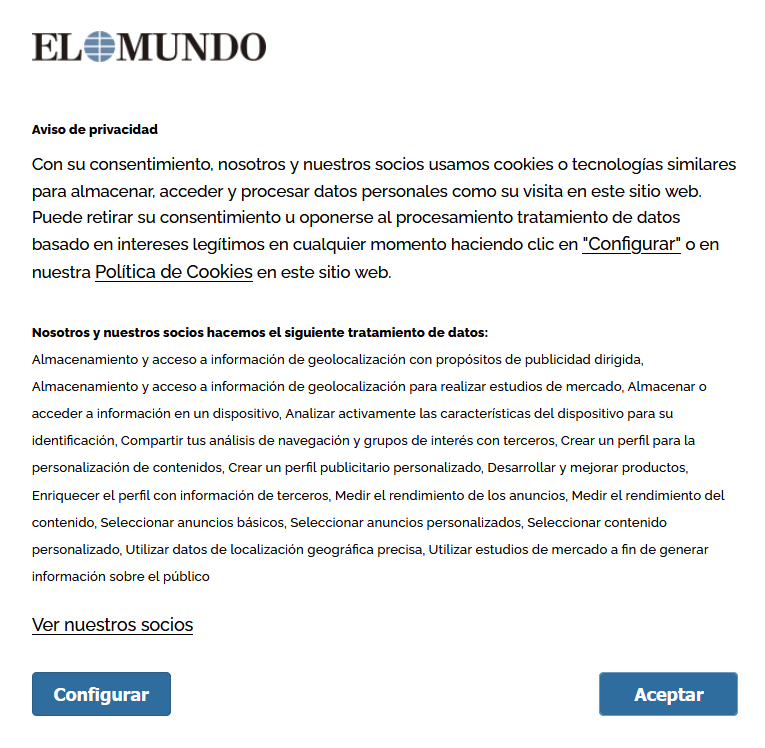 EL MUNDO
Aviso de privacidad
Con su consentimiento, nosotros y nuestros socios usamos cookies o tecnologías similares
para almacenar, acceder y procesar datos personales como su visita en este sitio web.
Puede retirar su consentimiento u oponerse al procesamiento tratamiento de datos
basado en intereses legítimos en cualquier momento haciendo clic en "Configurar" o en
nuestra Política de Cookies en este sitio web.
Nosotros y nuestros socios hacemos el siguiente tratamiento de datos:
Almacenamiento y acceso a información de geolocalización con propósitos de publicidad dirigida,
Almacenamiento y acceso a información de geolocalización para realizar estudios de mercado, Almacenar o
acceder a información en un dispositivo, Analizar activamente las características del dispositivo para su
identificación, Compartir tus análisis de navegación y grupos de interés con terceros, Crear un perfil para la
personalización de contenidos, Crear un perfil publicitario personalizado, Desarrollar y mejorar productos,
Enriquecer el perfil con información de terceros, Medir el rendimiento de los anuncios, Medir el rendimiento del
contenido, Seleccionar anuncios básicos, Seleccionar anuncios personalizados, Seleccionar contenido
personalizado, Utilizar datos de localización geográfica precisa, Utilizar estudios de mercado a fin de generar
información sobre el público
Ver nuestros socios
Configurar
Aceptar